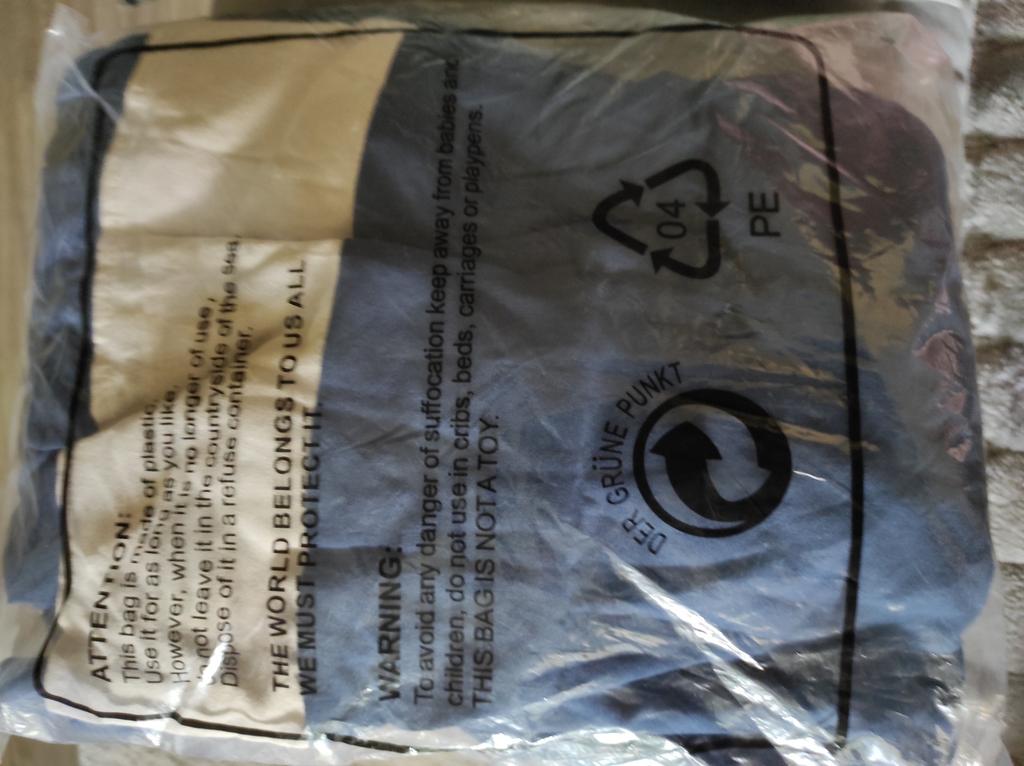 ATTENTION:
This bag is made of plastic.
Use it for as long as you like.
However, when it is no longer of use,
Do not leave it in the countryside of the sea,
Dispose of it in a refuse container.
THE WORLD BELONGS TO US ALL
WE MUST PROTECT IT.
WARNING:
To avoid any danger of suffocation keep away from babies and
children, do not use in cribs, beds, carriages or playpens.
THIS BAG IS NOT A TOY.
DER GRÜNE PUNKT
04
PE